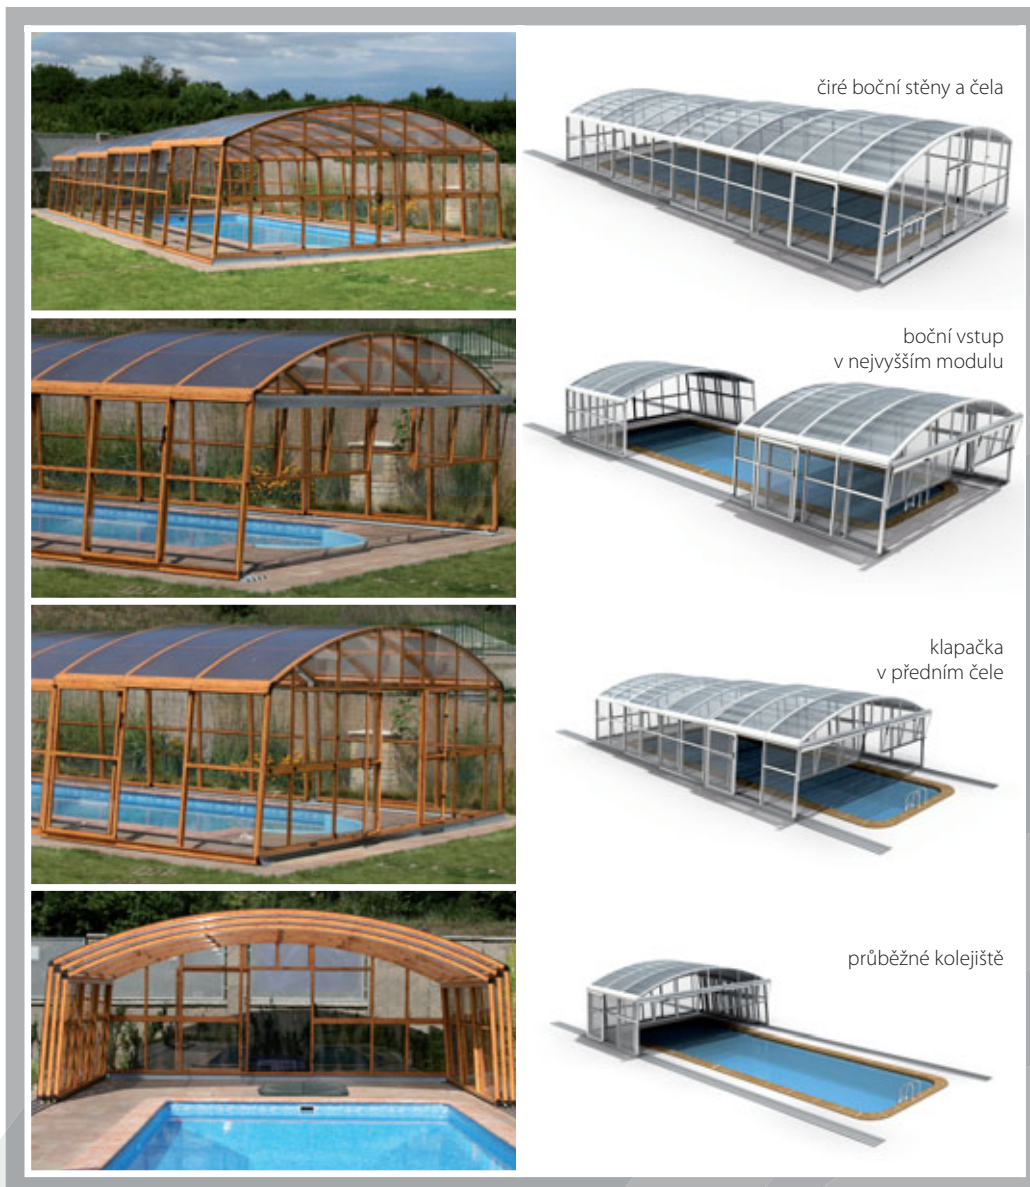 čiré boční stěny a čela
boční vstup
v nejvyšším modulu
klapačka
v předním čele
průběžné kolejiště